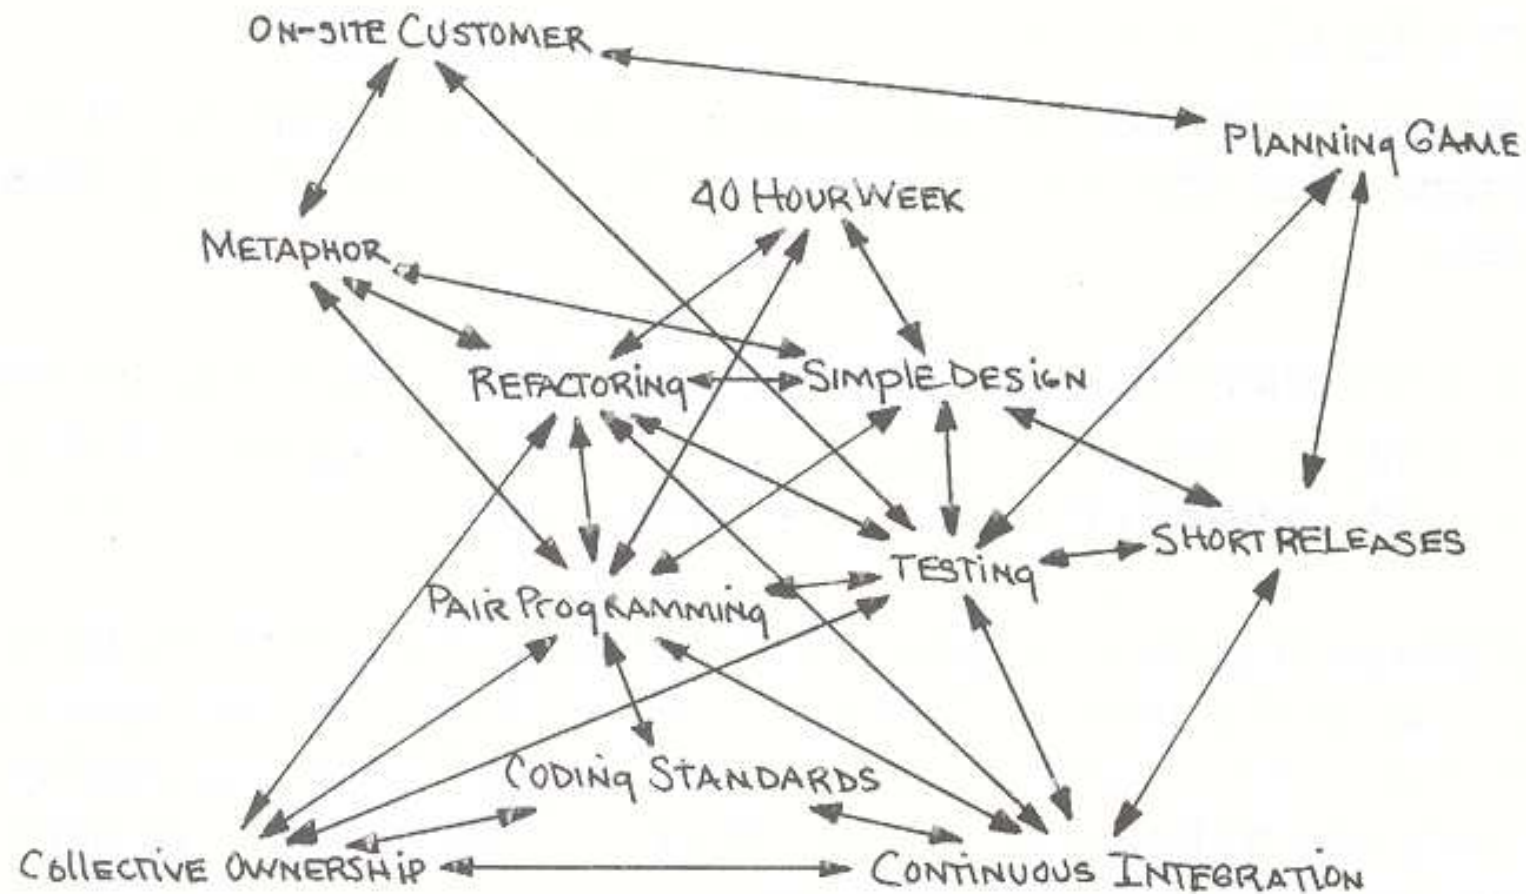 ON-SITE CUSTOMER
PLANNING GAME
40 HOUR WEEK
METAPHOR
REFACTORING
SIMPLE DESIGN
SHORT RELEASES
TESTING
PAIR PROGRAMMING
CODING STANDARDS
COLLECTIVE OWNERSHIP
CONTINUOUS INTEGRATION